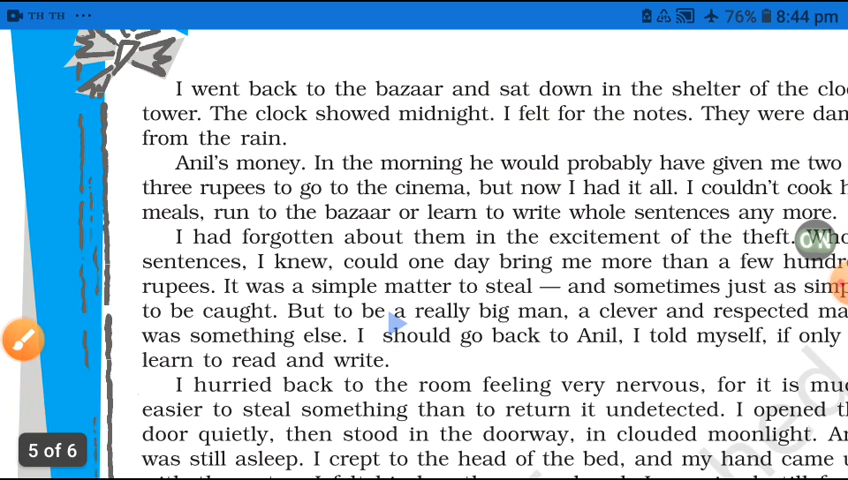 TH TH ... 76% 8:44 pm
I went back to the bazaar and sat down in the shelter of the
tower. The clock showed midnight. I felt for the notes. They were
from the rain.
Anil's money. In the morning he would probably have given me two
three rupees to go to the cinema, but now I had it all. I couldn't cook
meals, run to the bazaar or learn to write whole sentences any more.
I had forgotten about them in the excitement of the theft.
sentences, I knew, could one day bring me more than a few
rupees. It was a simple matter to steal — and sometimes just as
to be caught. But to be a really big man, a clever and respected
was something else. I should go back to Anil, I told myself, if only
learn to read and write.
I hurried back to the room feeling very nervous, for it is
easier to steal something than to return it undetected. I opened
door quietly, then stood in the doorway, in clouded moonlight.
was still asleep. I crept to the head of the bed, and my hand came
5 of 6